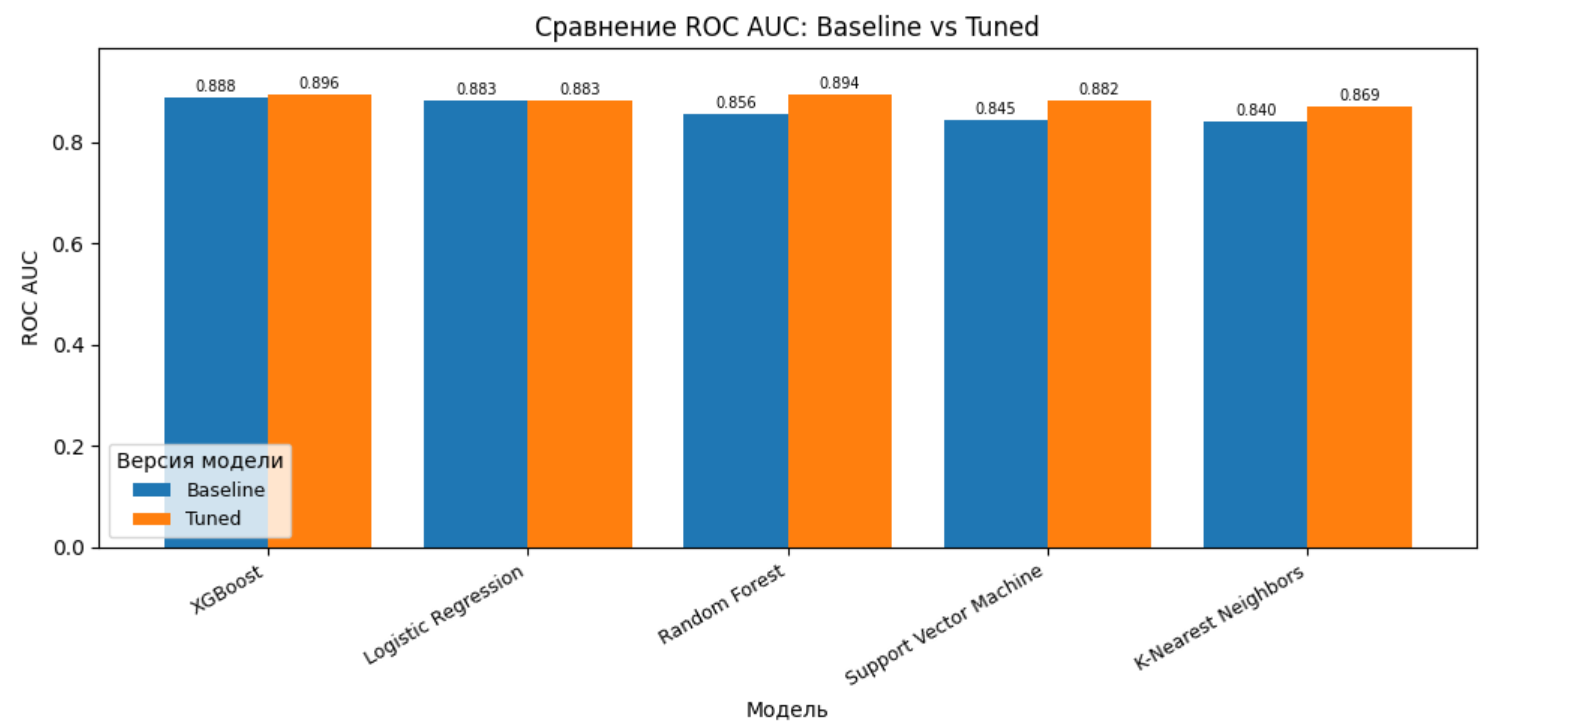 Сравнение ROC AUC: Baseline vs Tuned
0.888 0.896 0.883 0.883 0.856 0.894 0.845 0.882 0.840 0.869
ROC AUC
0.8
0.6
0.4
0.2
0.0
Версия модели
Baseline
Tuned
XGBoost
Logistic Regression
Random Forest
Support Vector Machine
K-Nearest Neighbors
Модель